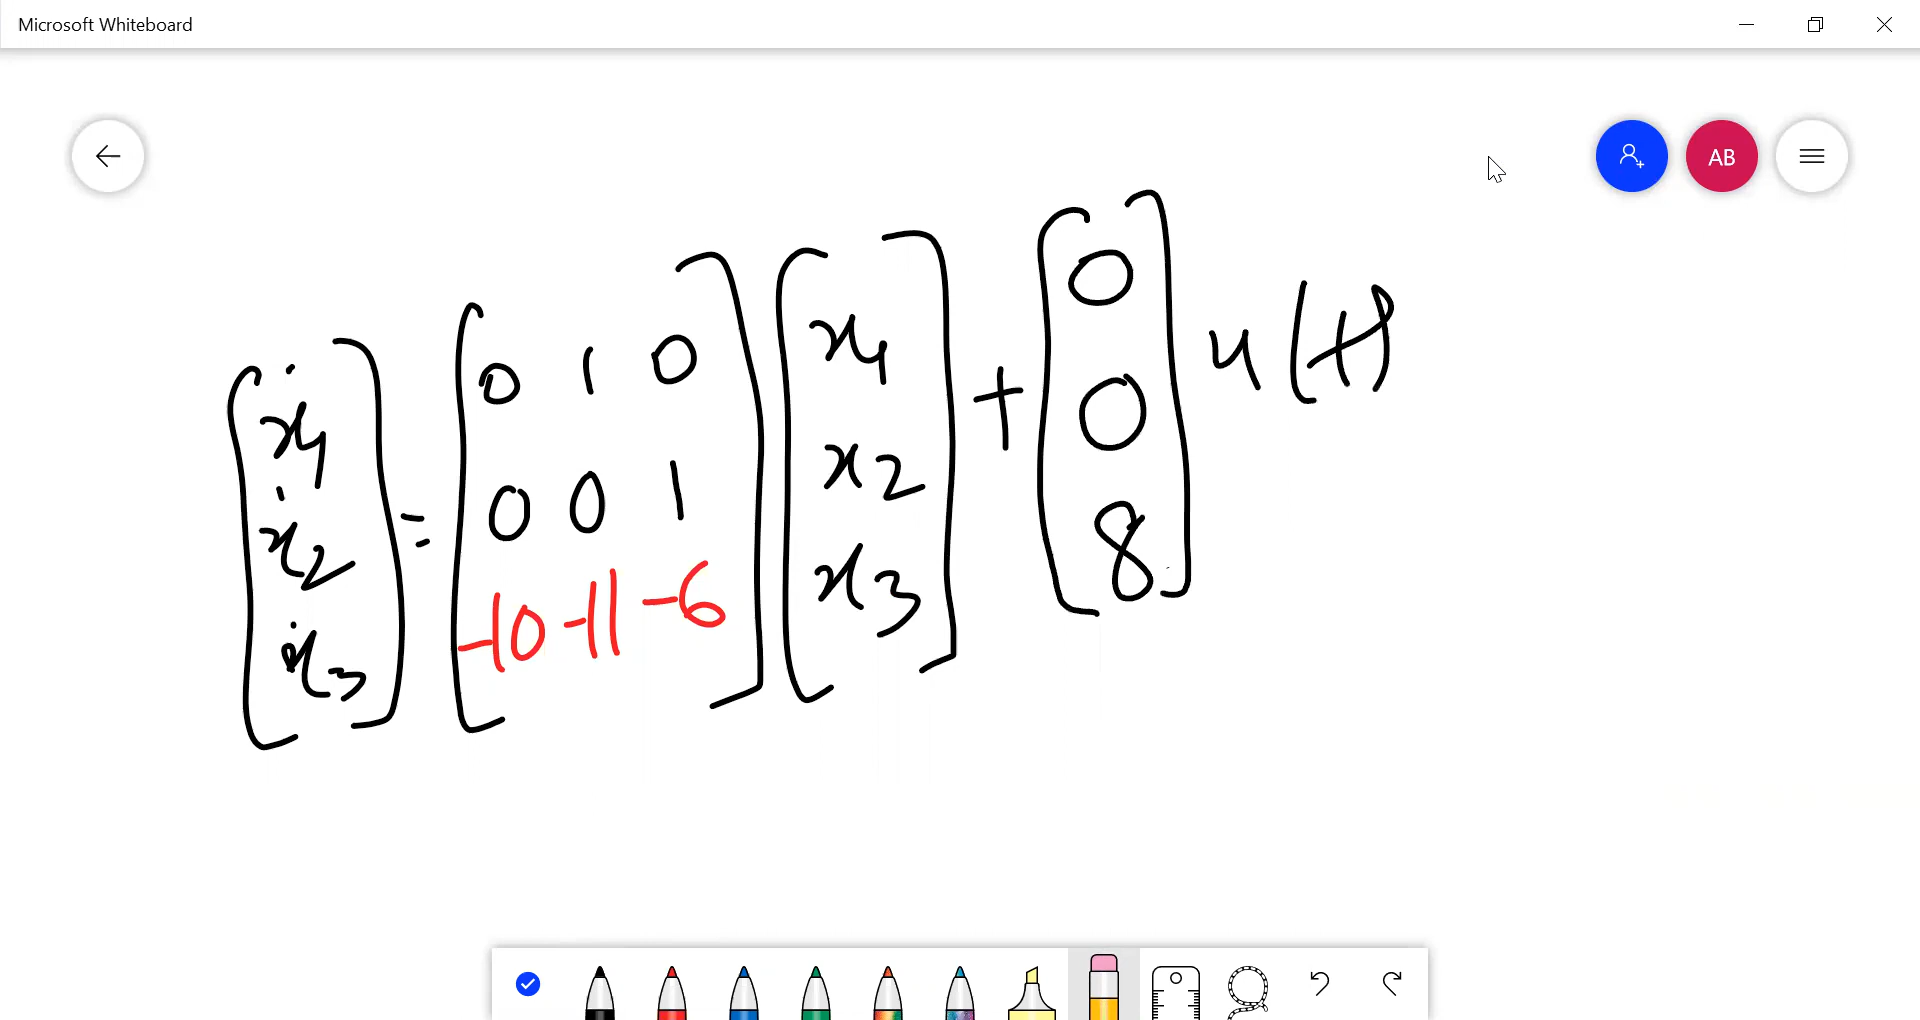 Microsoft Whiteboard
AB
[ẋ1 ẋ2 ẋ3] = [0 1 0; 0 0 1; -10 -11 -6] [x1 x2 x3] + [0 0 8] u(t)